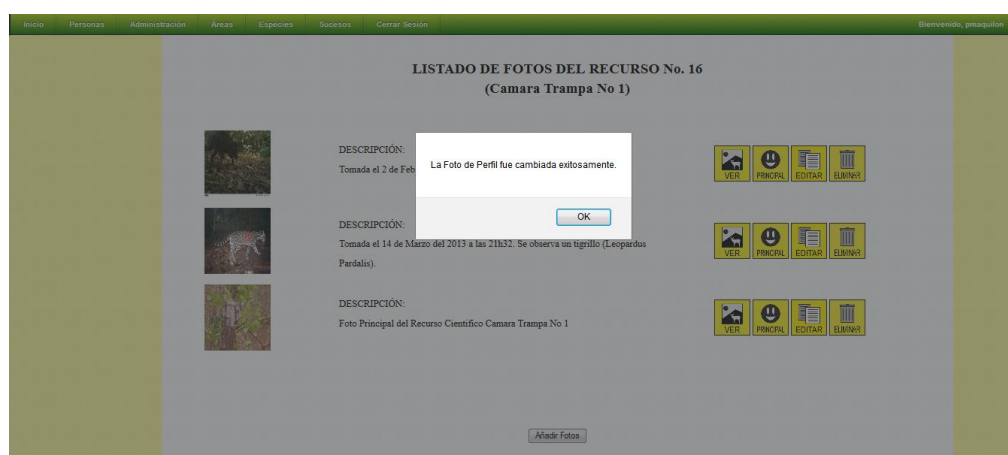 Inicio Personas Administración Áreas Especies Sucesos Cerrar Sesión Bienvenido, pmaquilon
LISTADO DE FOTOS DEL RECURSO No. 16
(Camara Trampa No 1)
DESCRIPCIÓN:
Tomada el 2 de Feb
La Foto de Perfil fue cambiada exitosamente.
OK
VER PRINCIPAL EDITAR ELIMINAR
DESCRIPCIÓN:
Tomada el 14 de Marzo del 2013 a las 21h32. Se observa un tigrillo (Leopardus
Pardalis).
VER PRINCIPAL EDITAR ELIMINAR
DESCRIPCIÓN:
Foto Principal del Recurso Cientifico Camara Trampa No 1
VER PRINCIPAL EDITAR ELIMINAR
Añadir Fotos